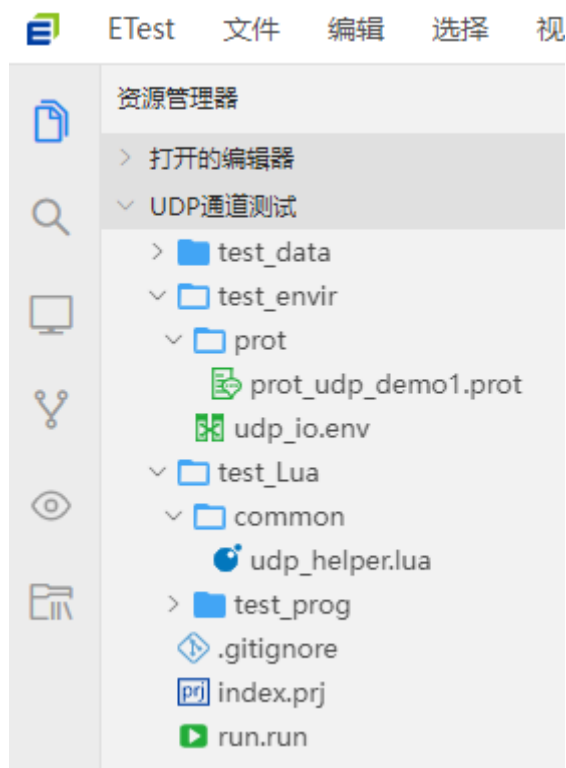 ETest 文件 编辑 选择 视
资源管理器
打开的编辑器
UDP通道测试
test_data
test_envir
prot
prot_udp_demo1.prot
udp_io.env
test_Lua
common
udp_helper.lua
test_prog
.gitignore
prj index.prj
run.run